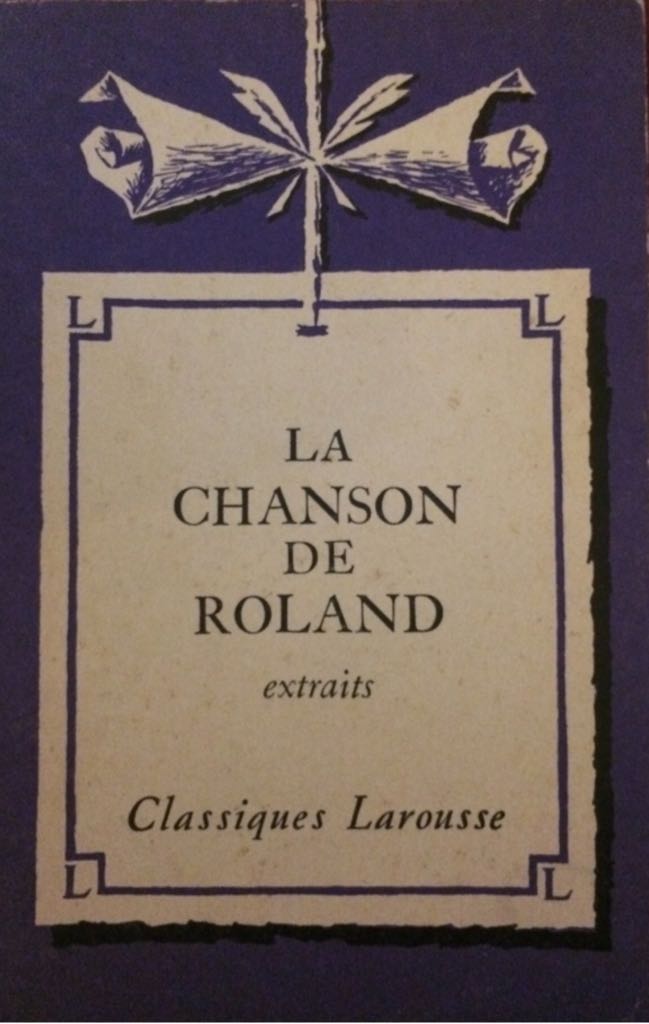 L L
LA
CHANSON
DE
ROLAND
extraits
Classiques Larousse
L L